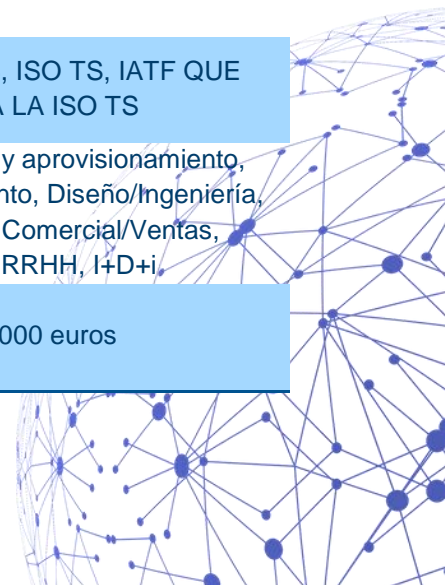 , ISO TS, IATF QUE
A LA ISO TS
y aprovisionamiento,
nto, Diseño/Ingeniería,
Comercial/Ventas,
RRHH, I+D+i
000 euros